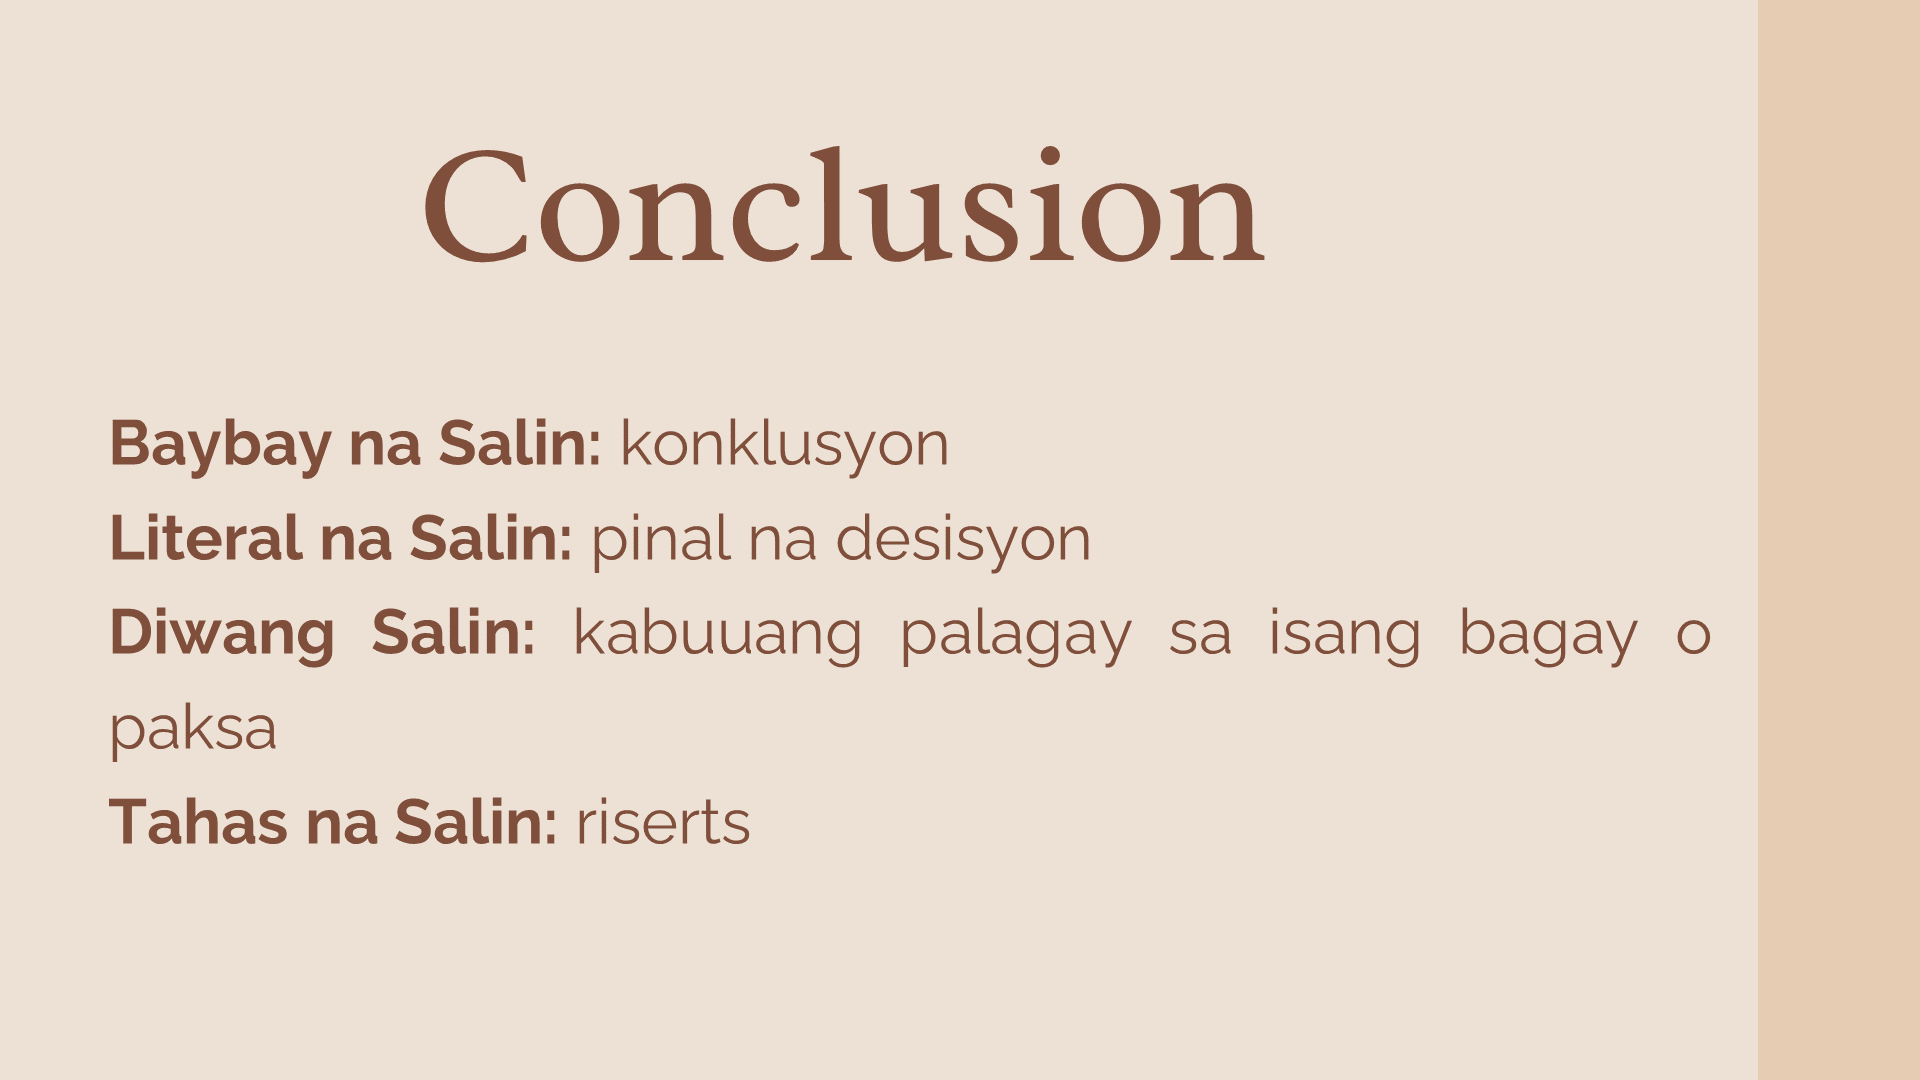 Conclusion
Baybay na Salin: konklusyon
Literal na Salin: pinal na desisyon
Diwang Salin: kabuuang palagay sa isang bagay o
paksa
Tahas na Salin: riserts